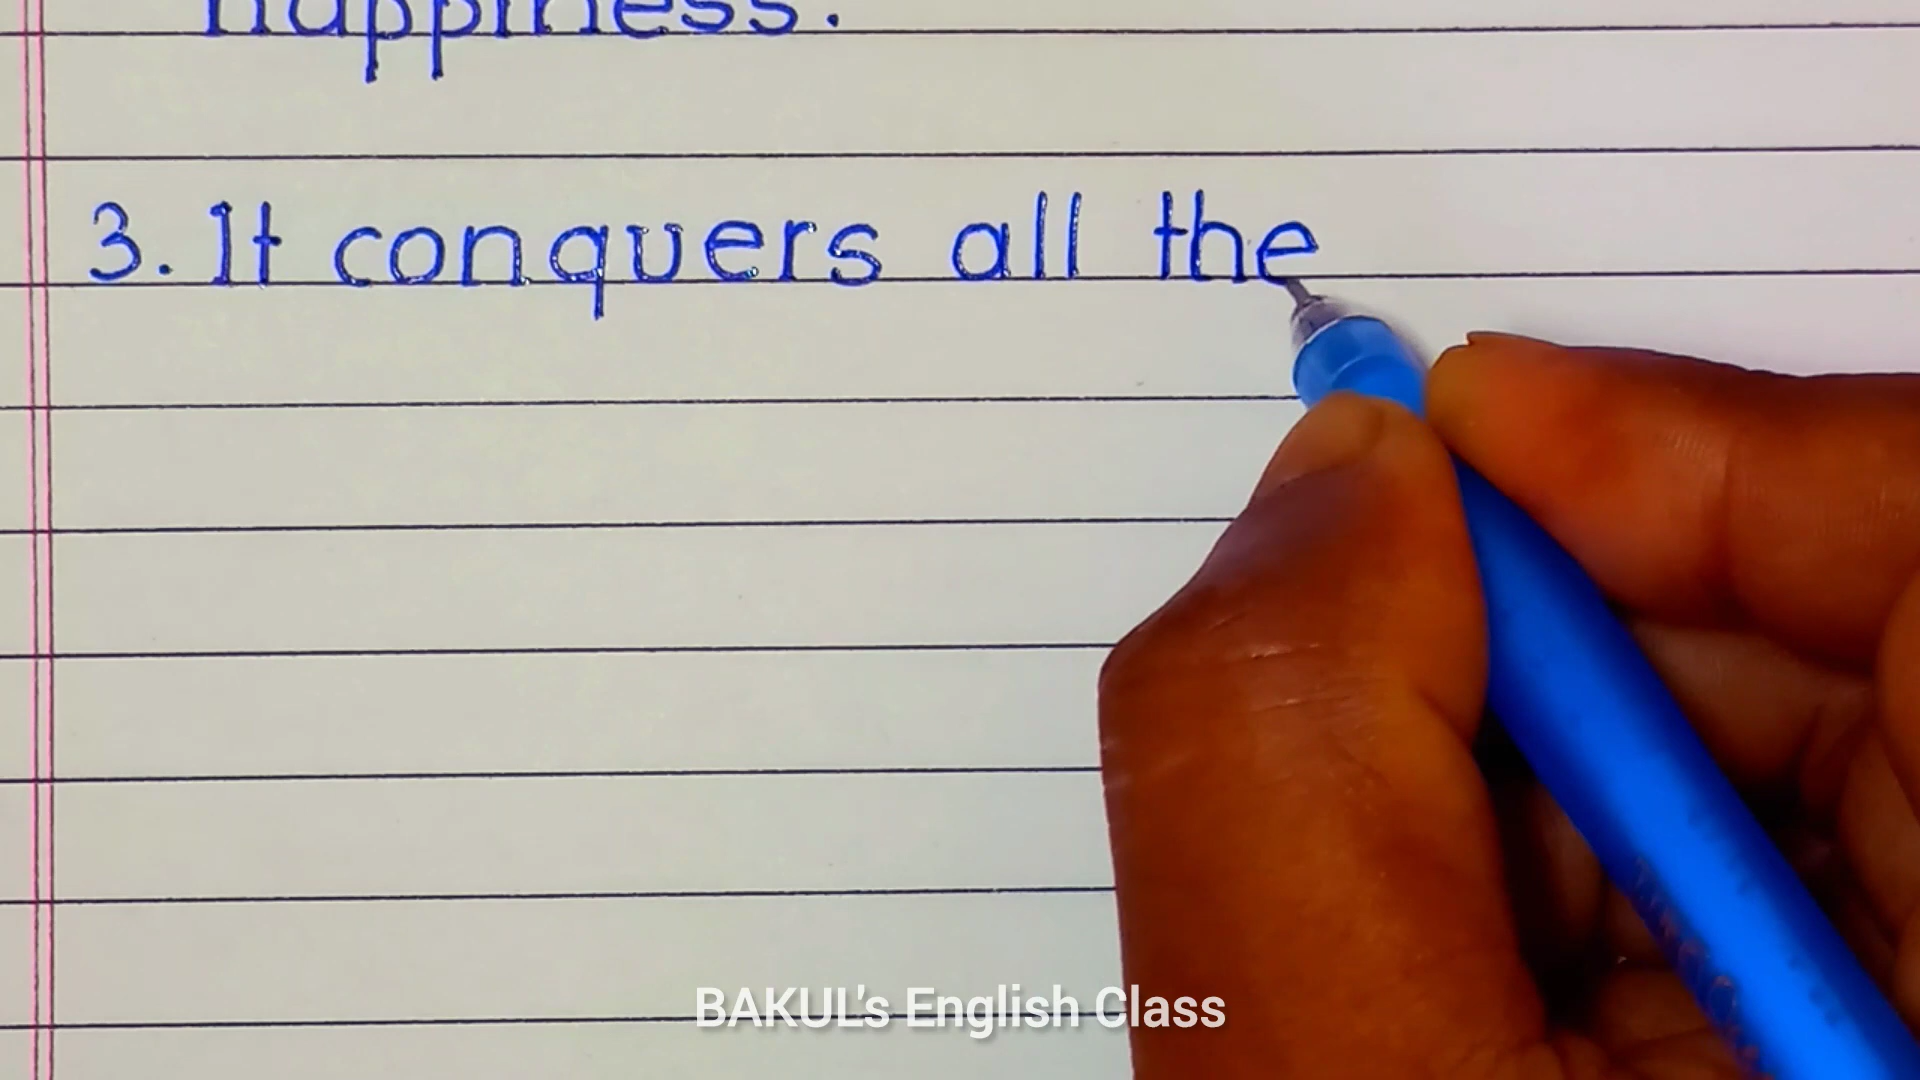 happiness.
3. It conquers all the
BAKUL's English Class